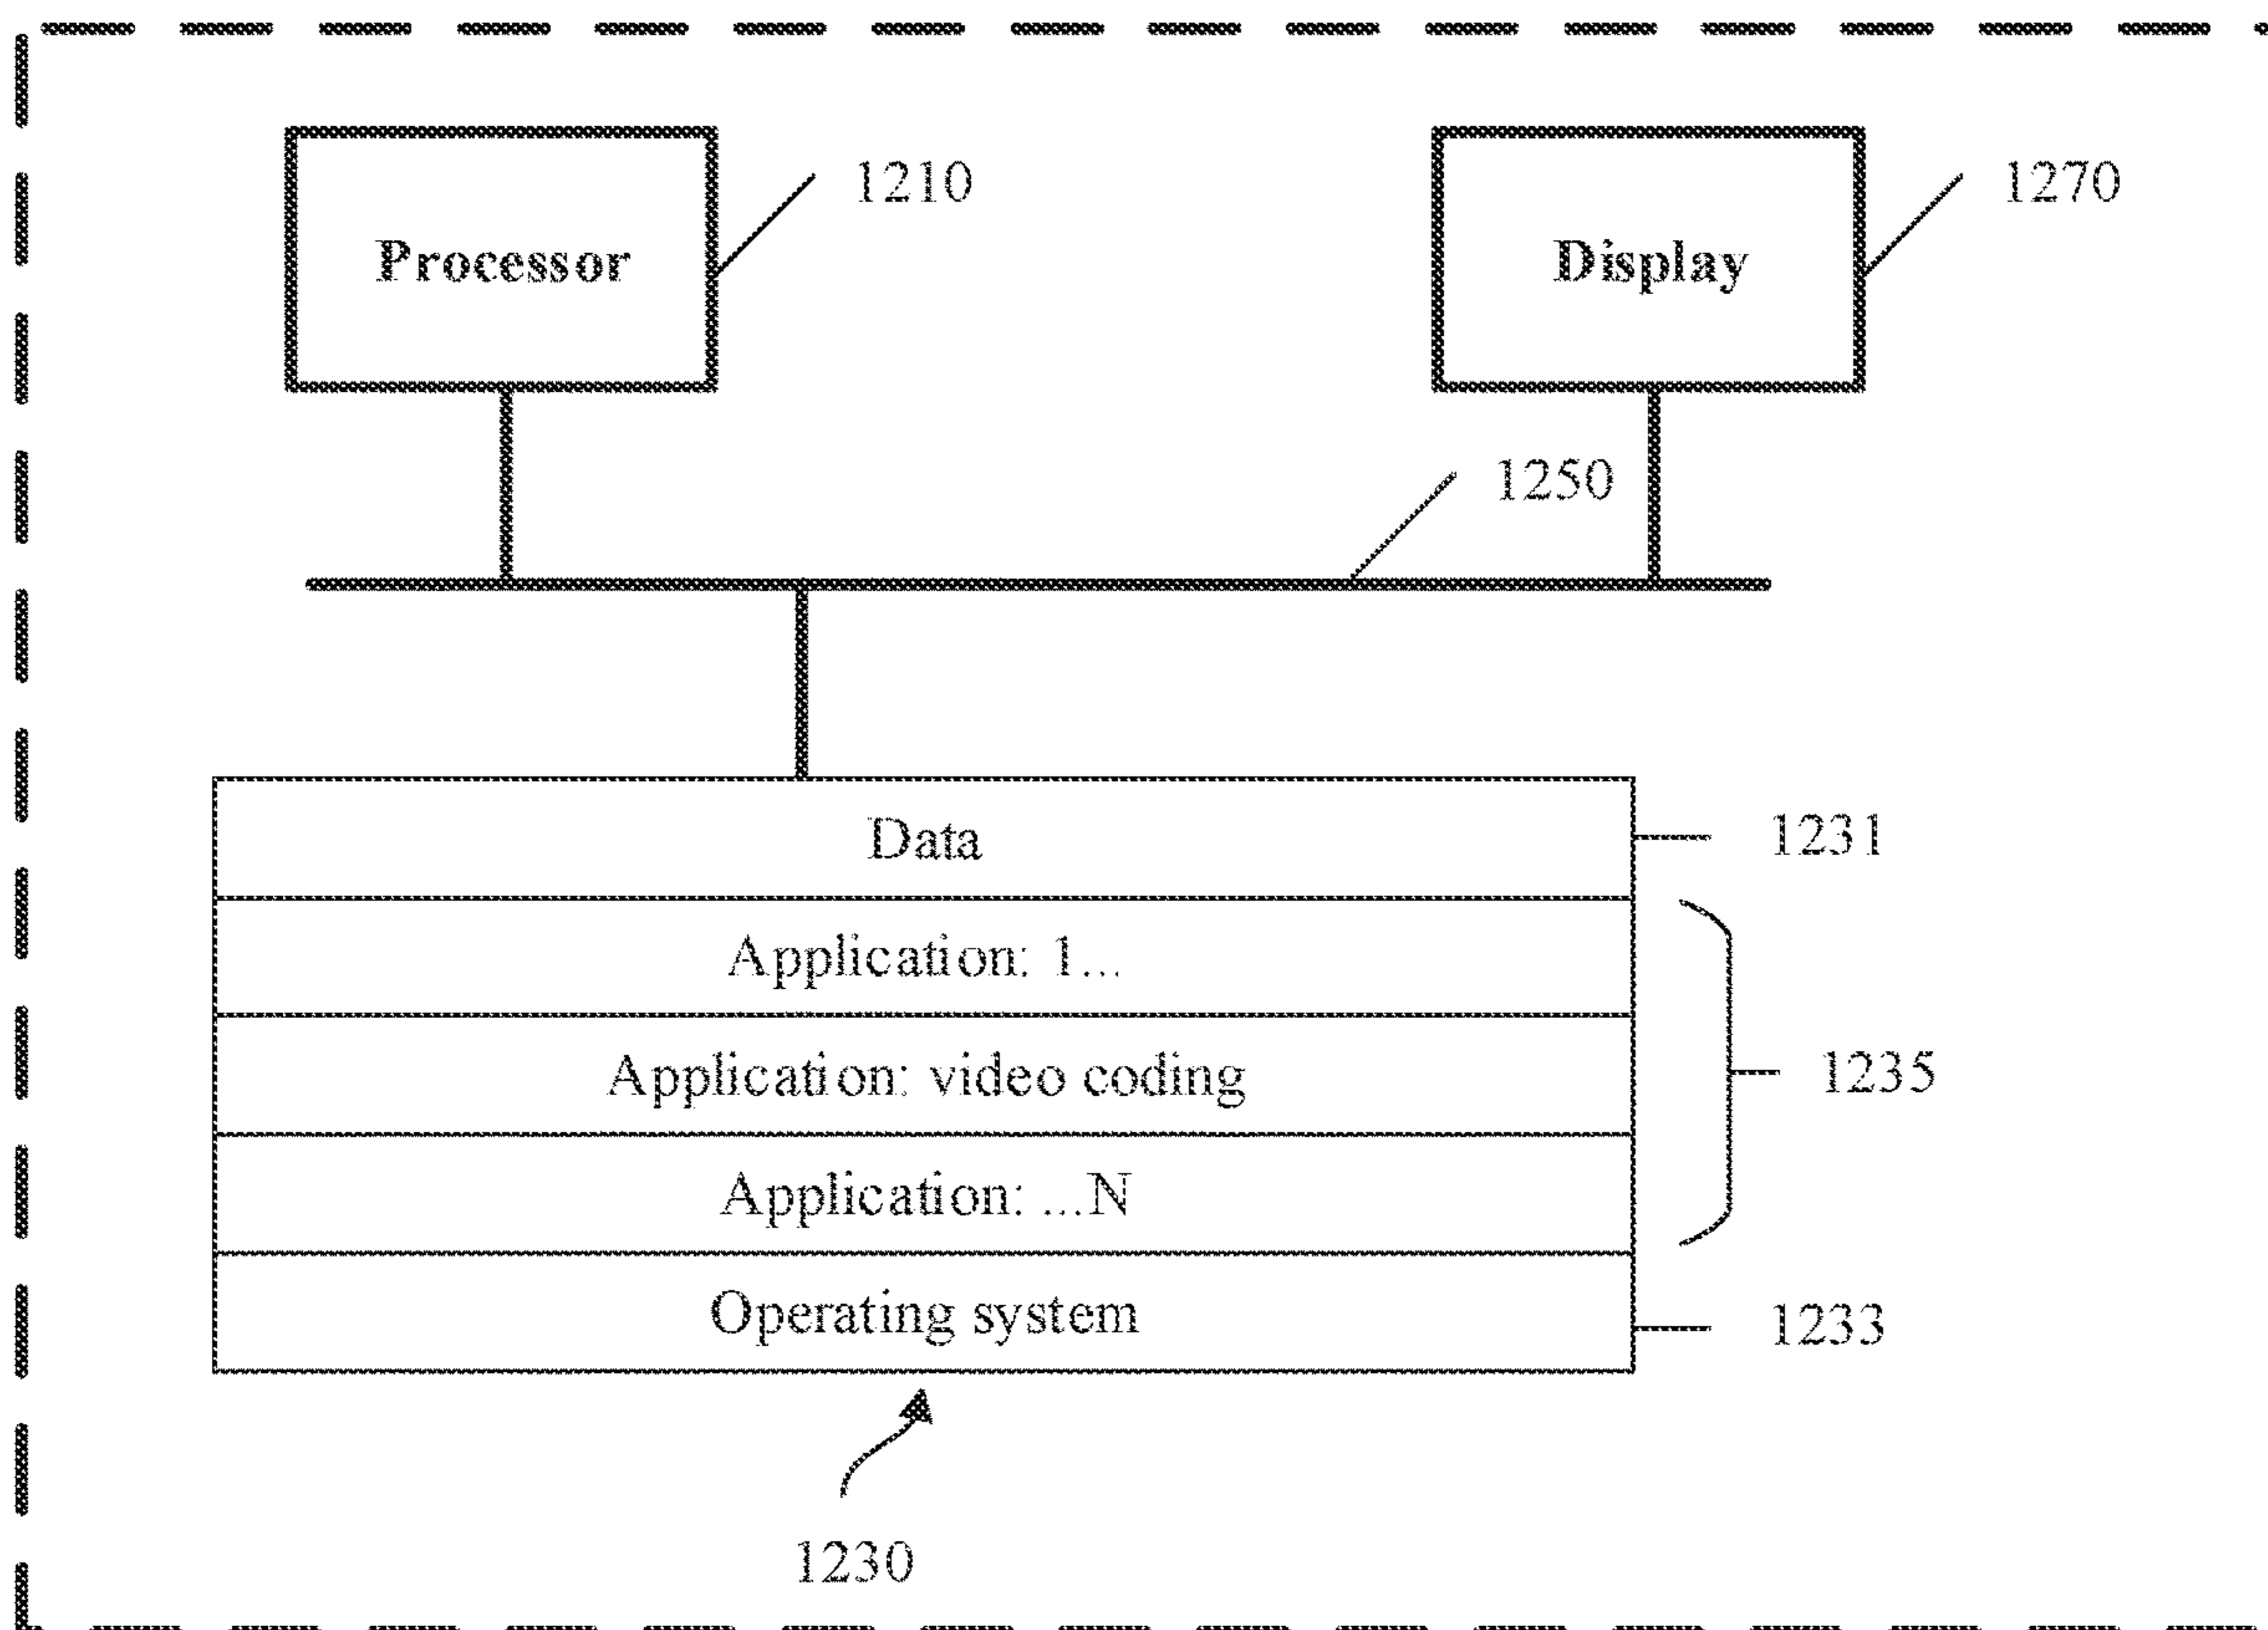 1210
1270
Processor
Display
1250
Data
1231
Application: 1...
Application: video coding
1235
Application: ...N
Operating system
1233
1230